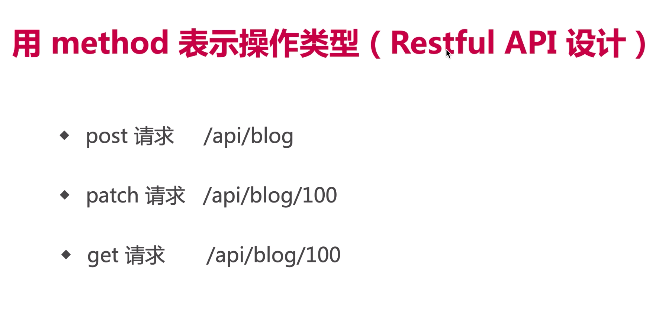 用 method 表示操作类型（Restful API 设计）
post 请求 /api/blog
patch 请求 /api/blog/100
get 请求 /api/blog/100